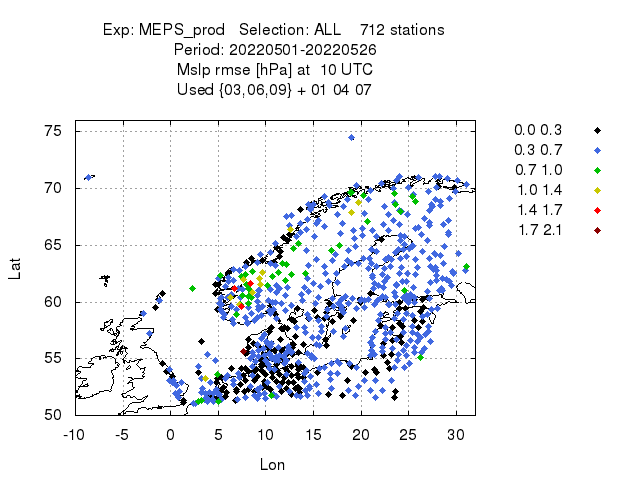 Exp: MEPS_prod   Selection: ALL    712 stations
Period: 20220501-20220526
Mslp rmse [hPa] at  10 UTC
Used {03,06,09} + 01 04 07
0.0 0.3
0.3 0.7
0.7 1.0
1.0 1.4
1.4 1.7
1.7 2.1
75
70
65
60
55
50
Lat
-10 -5 0 5 10 15 20 25 30
Lon